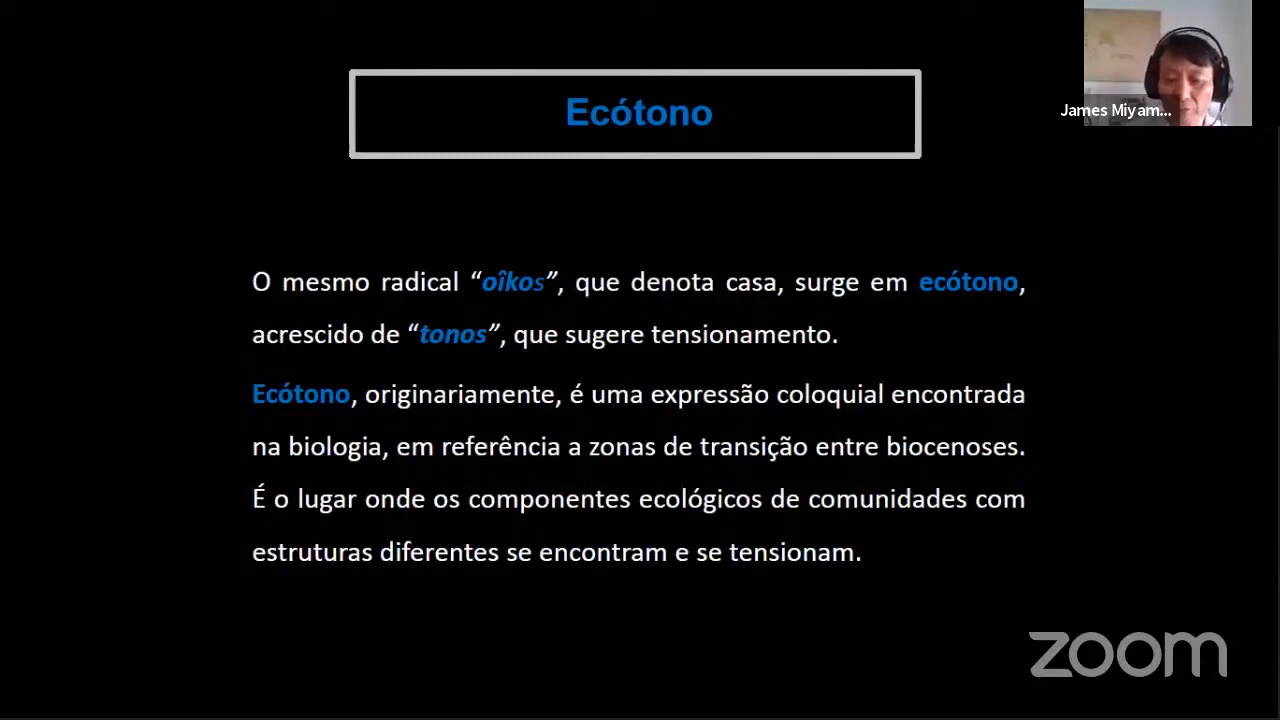 Ecótono
James Miyam...
O mesmo radical “oîkos”, que denota casa, surge em ecótono,
acrescido de “tonos”, que sugere tensionamento.
Ecótono, originariamente, é uma expressão coloquial encontrada
na biologia, em referência a zonas de transição entre biocenoses.
É o lugar onde os componentes ecológicos de comunidades com
estruturas diferentes se encontram e se tensionam.
zoom